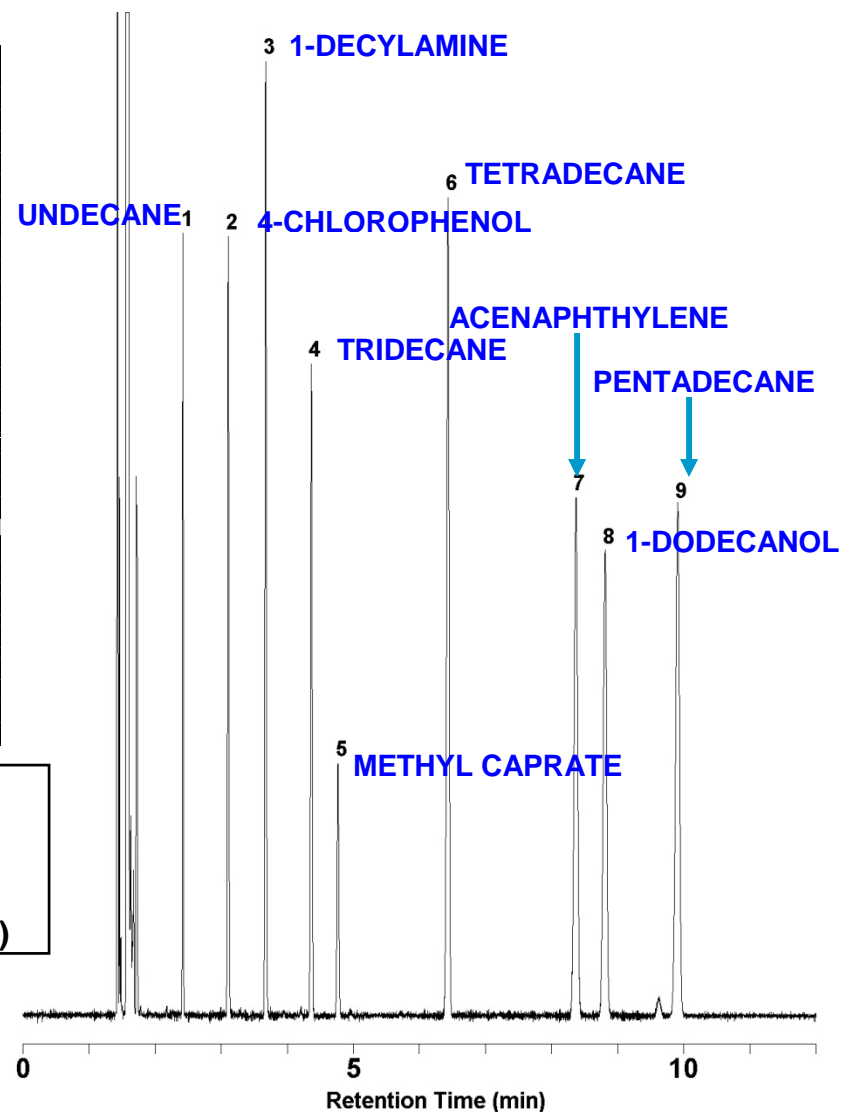 3 1-DECYLAMINE
6 TETRADECANE
UNDECANE 1
2 4-CHLOROPHENOL
ACENAPHTHYLENE
4 TRIDECANE
PENTADECANE
7
9
8 1-DODECANOL
5 METHYL CAPRATE
)
0 5 10
Retention Time (min)